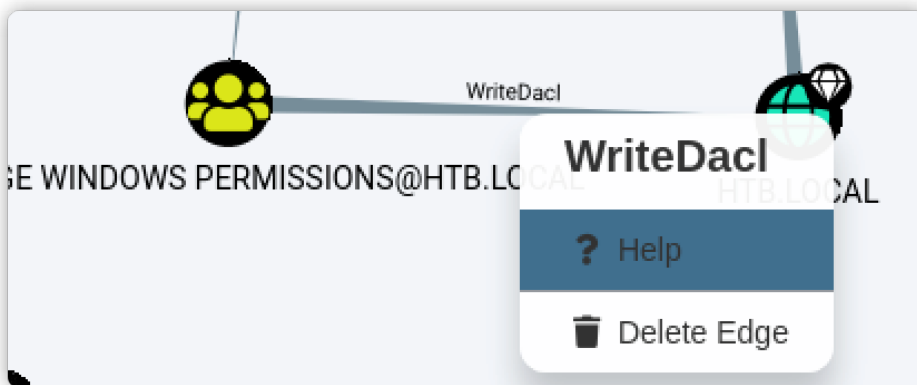 WriteDacl
GE WINDOWS PERMISSIONS@HTB.LOCAL
WriteDacl
HTB.LOCAL
? Help
Delete Edge